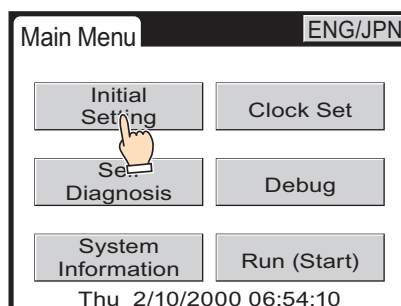 Main Menu
ENG/JPN
Initial
Setting
Clock Set
Diagnosis
Debug
System
Information
Run (Start)
Thu 2/10/2000 06:54:10